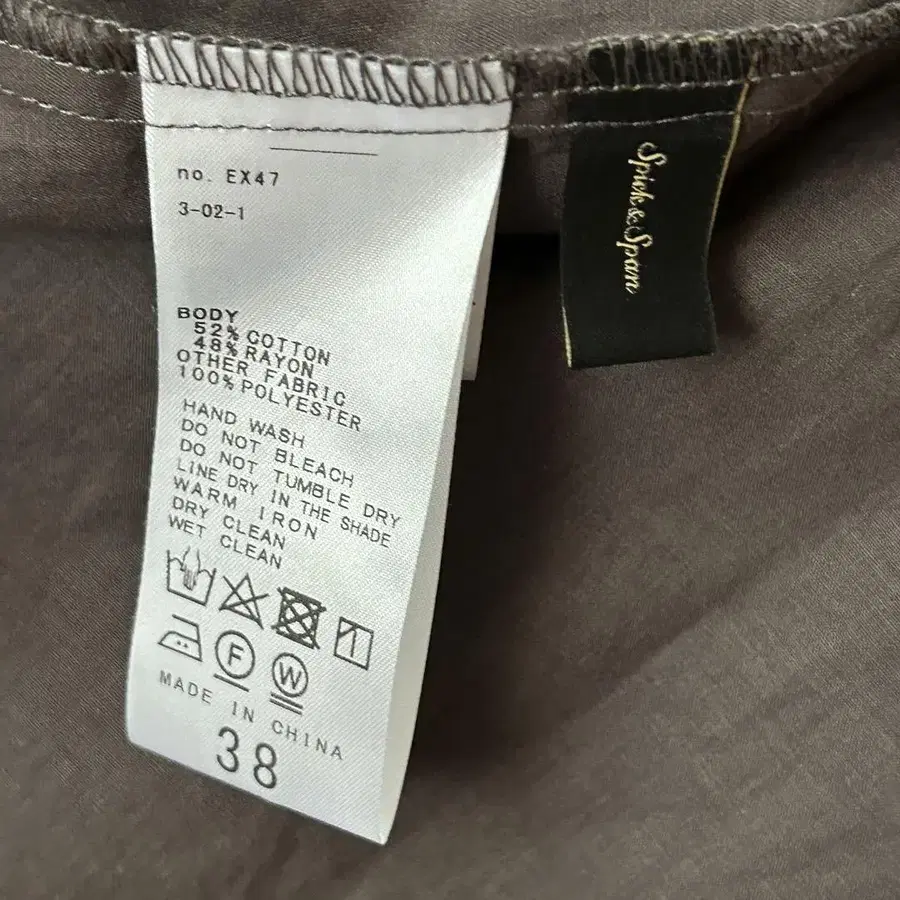 no. EX47
3-02-1
BODY
52% COTTON
48% RAYON
OTHER FABRIC
100% POLYESTER
HAND WASH
DO NOT BLEACH
DO NOT TUMBLE DRY
LINE DRY IN THE SHADE
WARM IRON
DRY CLEAN
WET CLEAN
F
W
MADE IN CHINA
38
Spick & Span